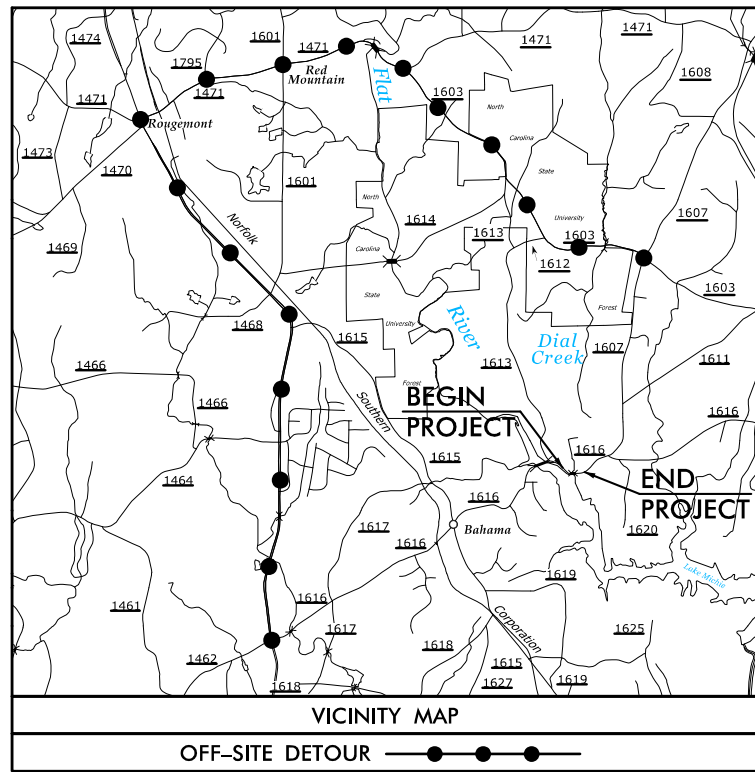 1474
1601
1471
1471
1471
1795
1603
1608
Red
Mountain
Flat
1471
1471
North
Carolina
State
University
Forest
Rougemont
1473
1470
1601
North
Carolina
State
University
Forest
1614
1613
1607
1603
1612
1603
Norfolk
1469
1468
1615
River
Dial
Creek
1613
1607
1611
1466
1466
Southern
BEGIN
PROJECT
1616
1616
END
PROJECT
1615
1464
1616
1617
1616
Bahama
1620
Lake Michie
1619
1461
1616
1617
Corporation
1618
1625
1462
1615
1618
1627
1619
VICINITY MAP
OFF-SITE DETOUR